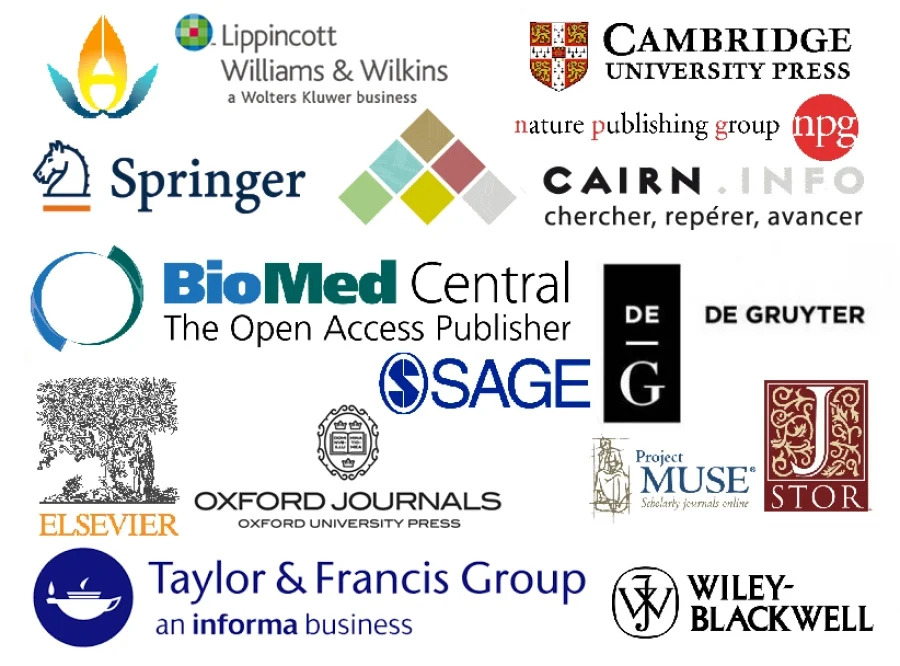 Lippincott
Williams & Wilkins
a Wolters Kluwer business
CAMBRIDGE
UNIVERSITY PRESS
nature publishing group npg
Springer
CAIRN.INFO
chercher, repérer, avancer
BioMed Central
The Open Access Publisher
DE
G
DE GRUYTER
SAGE
ELSEVIER
OXFORD JOURNALS
OXFORD UNIVERSITY PRESS
Project
MUSE®
Scholarly journals online
J
STOR
Taylor & Francis Group
an informa business
WILEY-
BLACKWELL